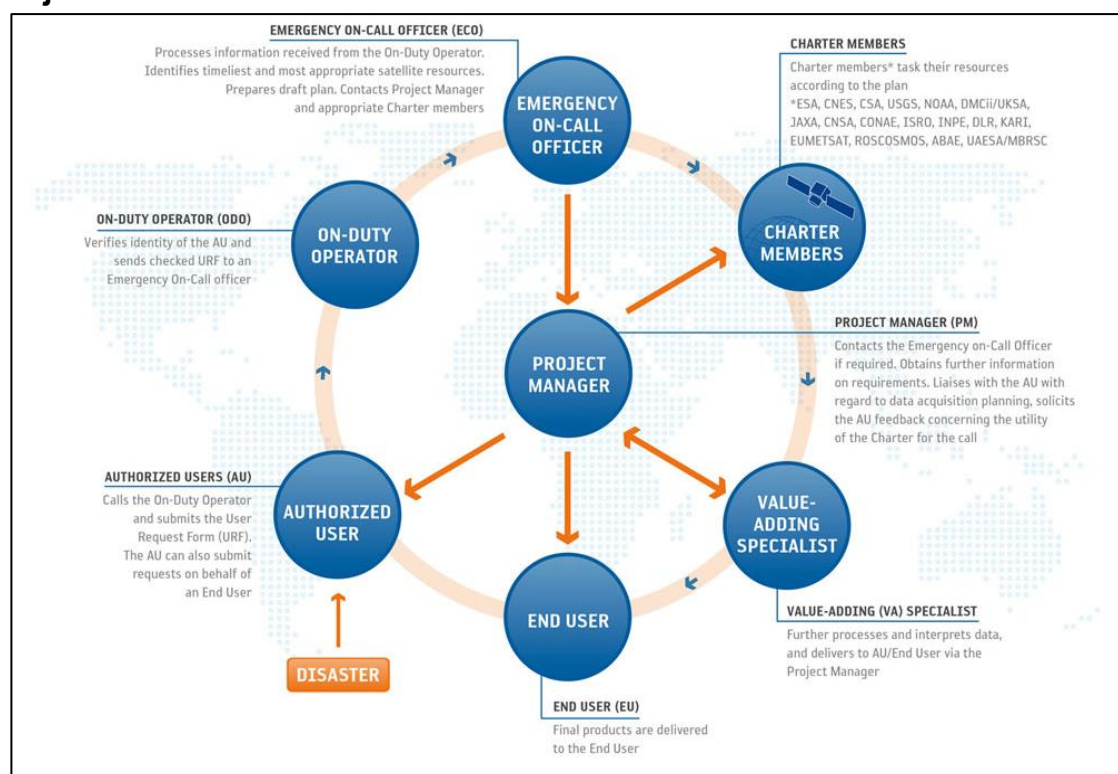 EMERGENCY ON-CALL OFFICER (ECO)
Processes information received from the On-Duty Operator.
Identifies timeliest and most appropriate satellite resources.
Prepares draft plan. Contacts Project Manager
and appropriate Charter members
CHARTER MEMBERS
Charter members* task their resources
according to the plan
*ESA, CNES, CSA, USGS, NOAA, DMCii/UKSA,
JAXA, CNSA, CONAE, ISRO, INPE, DLR, KARI,
EUMETSAT, ROSCOSMOS, ABAE, UAESA/MBRSC
EMERGENCY
ON-CALL
OFFICER
ON-DUTY OPERATOR (ODO)
Verifies identity of the AU and
sends checked URF to an
Emergency On-Call officer
ON-DUTY
OPERATOR
CHARTER
MEMBERS
PROJECT MANAGER (PM)
Contacts the Emergency on-Call Officer
if required. Obtains further information
on requirements. Liaises with the AU with
regard to data acquisition planning, solicits
the AU feedback concerning the utility
of the Charter for the call
PROJECT
MANAGER
AUTHORIZED USERS (AU)
Calls the On-Duty Operator
and submits the User
Request Form (URF).
The AU can also submit
requests on behalf of
an End User
AUTHORIZED
USER
VALUE-
ADDING
SPECIALIST
END USER
DISASTER
VALUE-ADDING (VA) SPECIALIST
Further processes and interprets data,
and delivers to AU/End User via the
Project Manager
END USER (EU)
Final products are delivered
to the End User